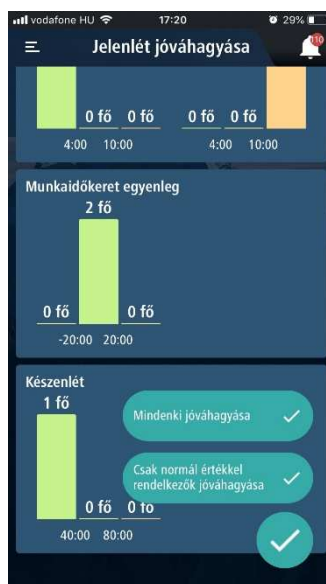 vodafone HU 17:20 29%
Jelenlét jóváhagyása
110
0 fő 0 fő 0 fő 0 fő
4:00 10:00 4:00 10:00
Munkaidőkeret egyenleg
2 fő
0 fő 0 fő
-20:00 20:00
Készenlét
1 fő
Mindenki jóváhagyása
Csak normál értékkel
rendelkezők jóváhagyása
0 fő 0 fő
40:00 80:00